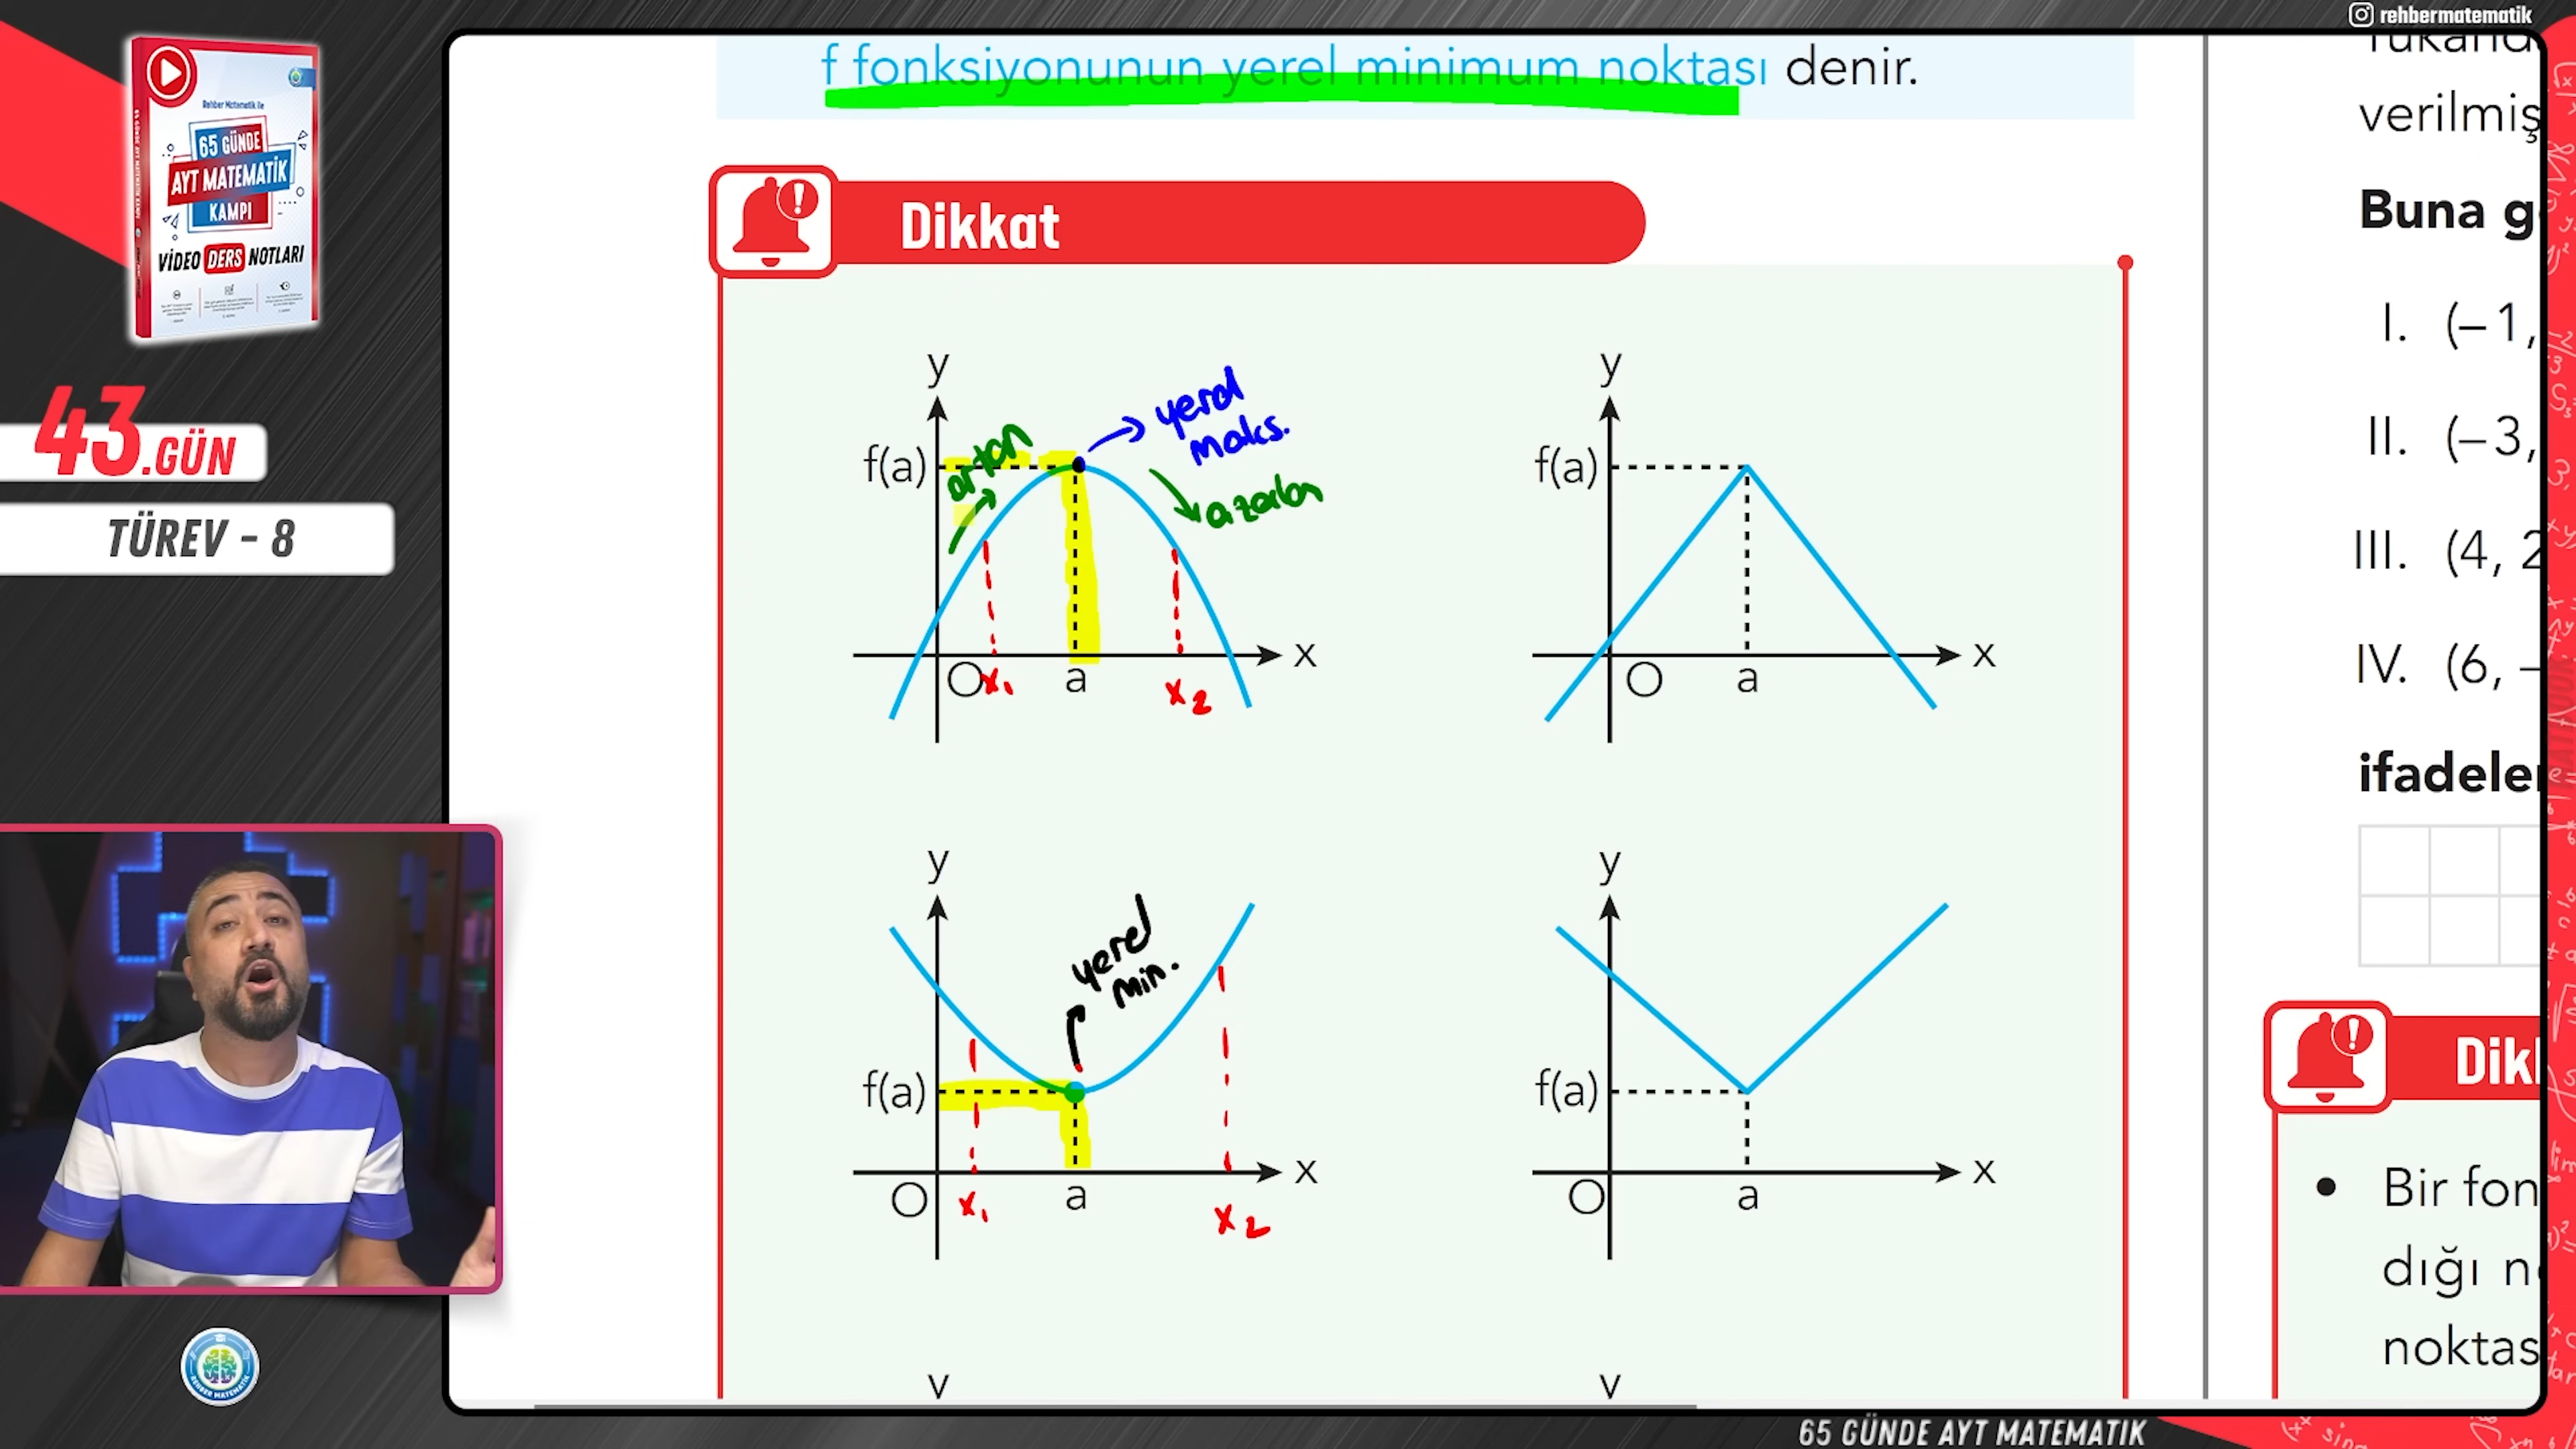 rehbermatematik
Rehber Matematik ile
65 GÜNDE
AYT MATEMATİK
KAMPI
VİDEO DERS NOTLARI
43.GÜN
TÜREV - 8
REHBER MATEMATİK
f fonksiyonunun yerel minimum noktası denir.
Dikkat
y
f(a)
artan
yerel
maks.
azalan
O
x₁
a
x₂
x
y
f(a)
O
a
x
y
yerel
min.
f(a)
O
x₁
a
x₂
x
y
f(a)
O
a
x
verilmiş
Buna g
I. (–1,
II. (–3,
III. (4, 2
IV. (6, –
ifadele
Dik
• Bir fon
dığı n
noktas
65 GÜNDE AYT MATEMATİK